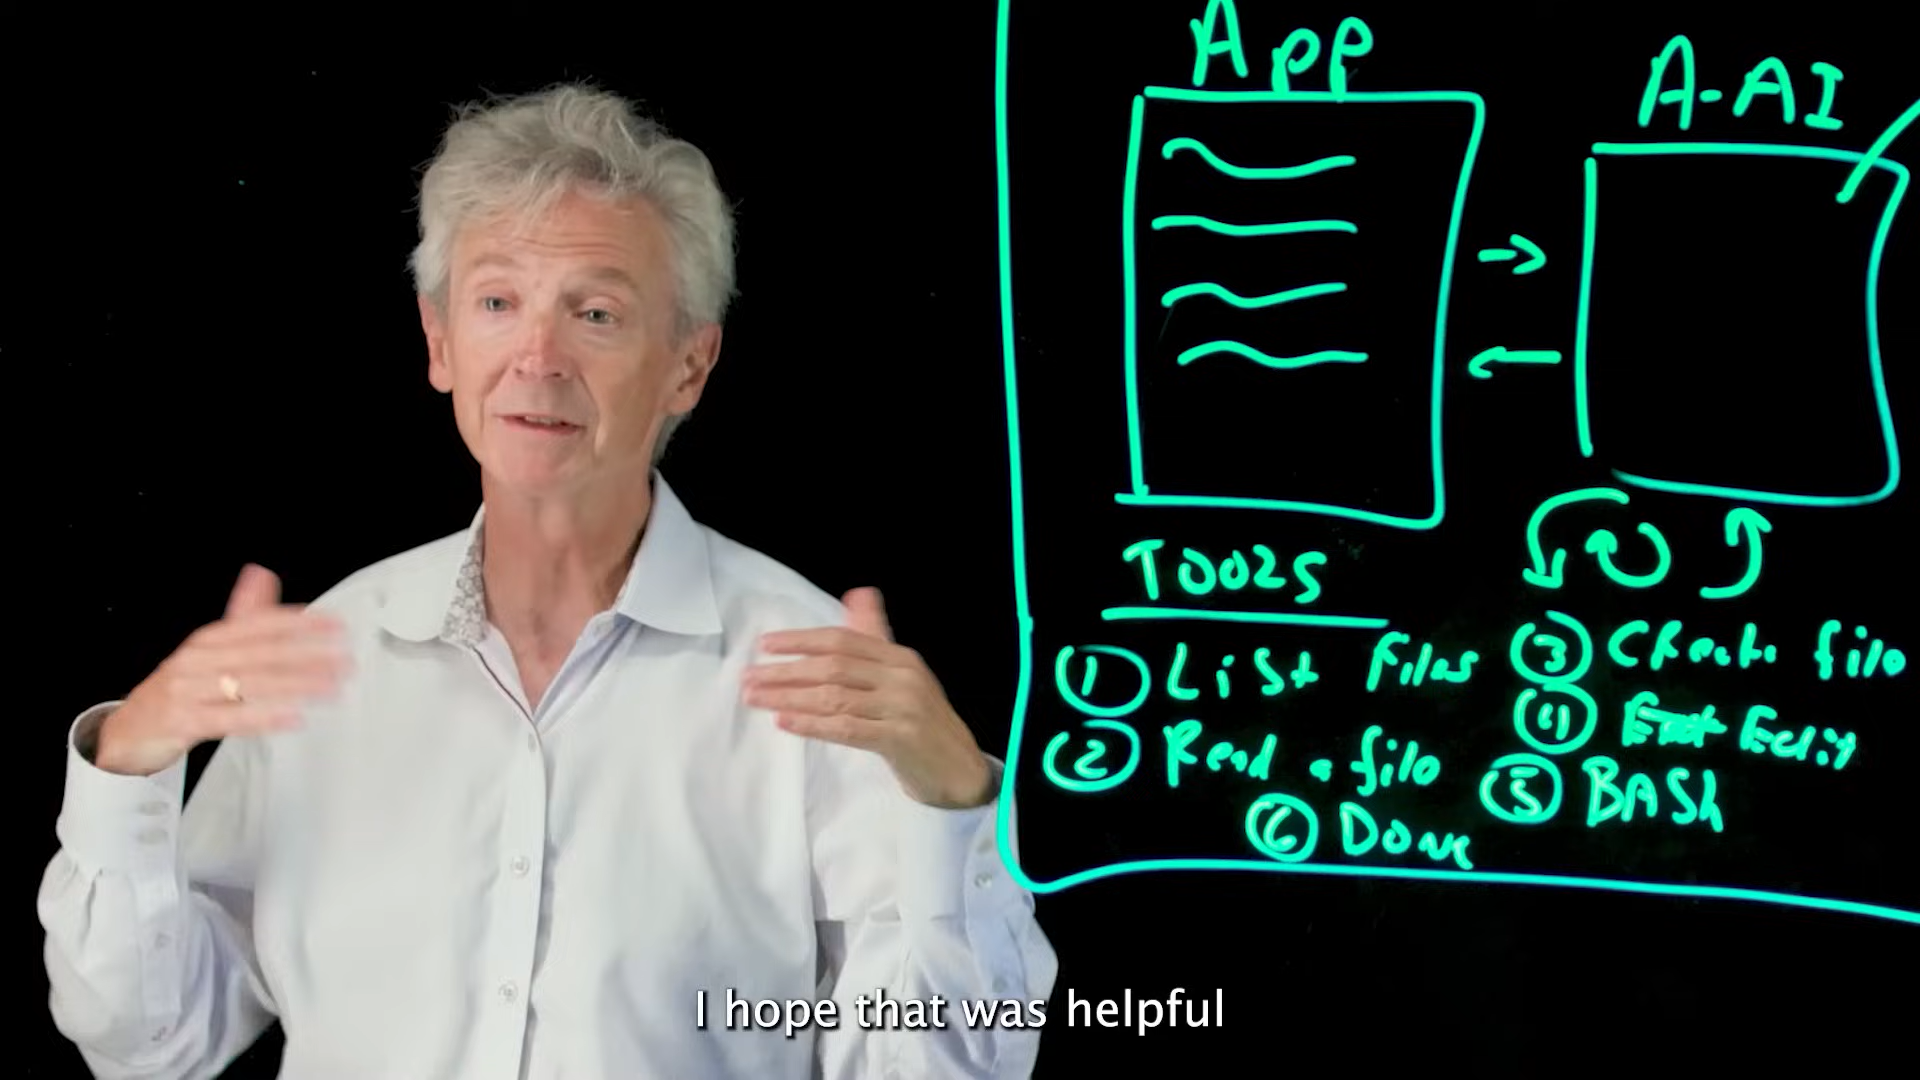 App
A-AI
TOOLS
① List Files
② Read a file
③ Create file
④ Edit
⑤ BASh
⑥ Done
I hope that was helpful